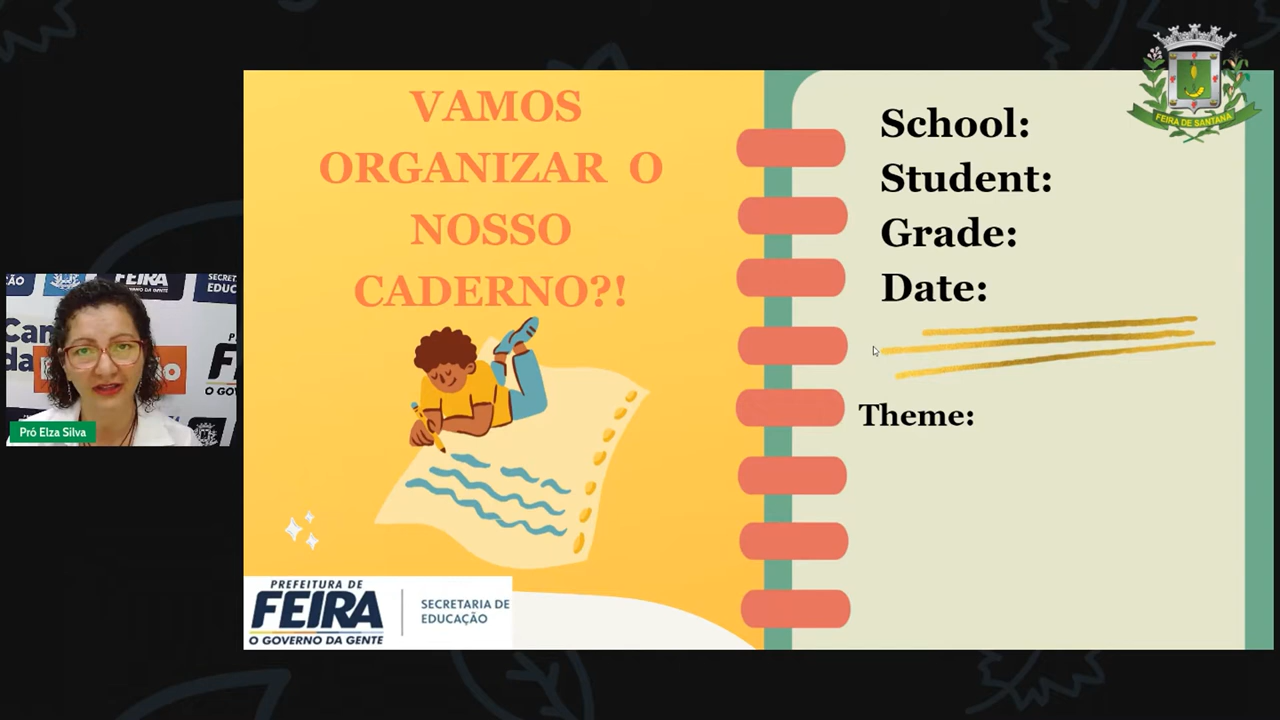 VAMOS
ORGANIZAR O
NOSSO
CADERNO?!
School:
Student:
Grade:
Date:
Theme:
FEIRA DE SANTANA
PREFEITURA DE
FEIRA
O GOVERNO DA GENTE
SECRETARIA DE
EDUCAÇÃO
FEIRA
Pró Elza Silva